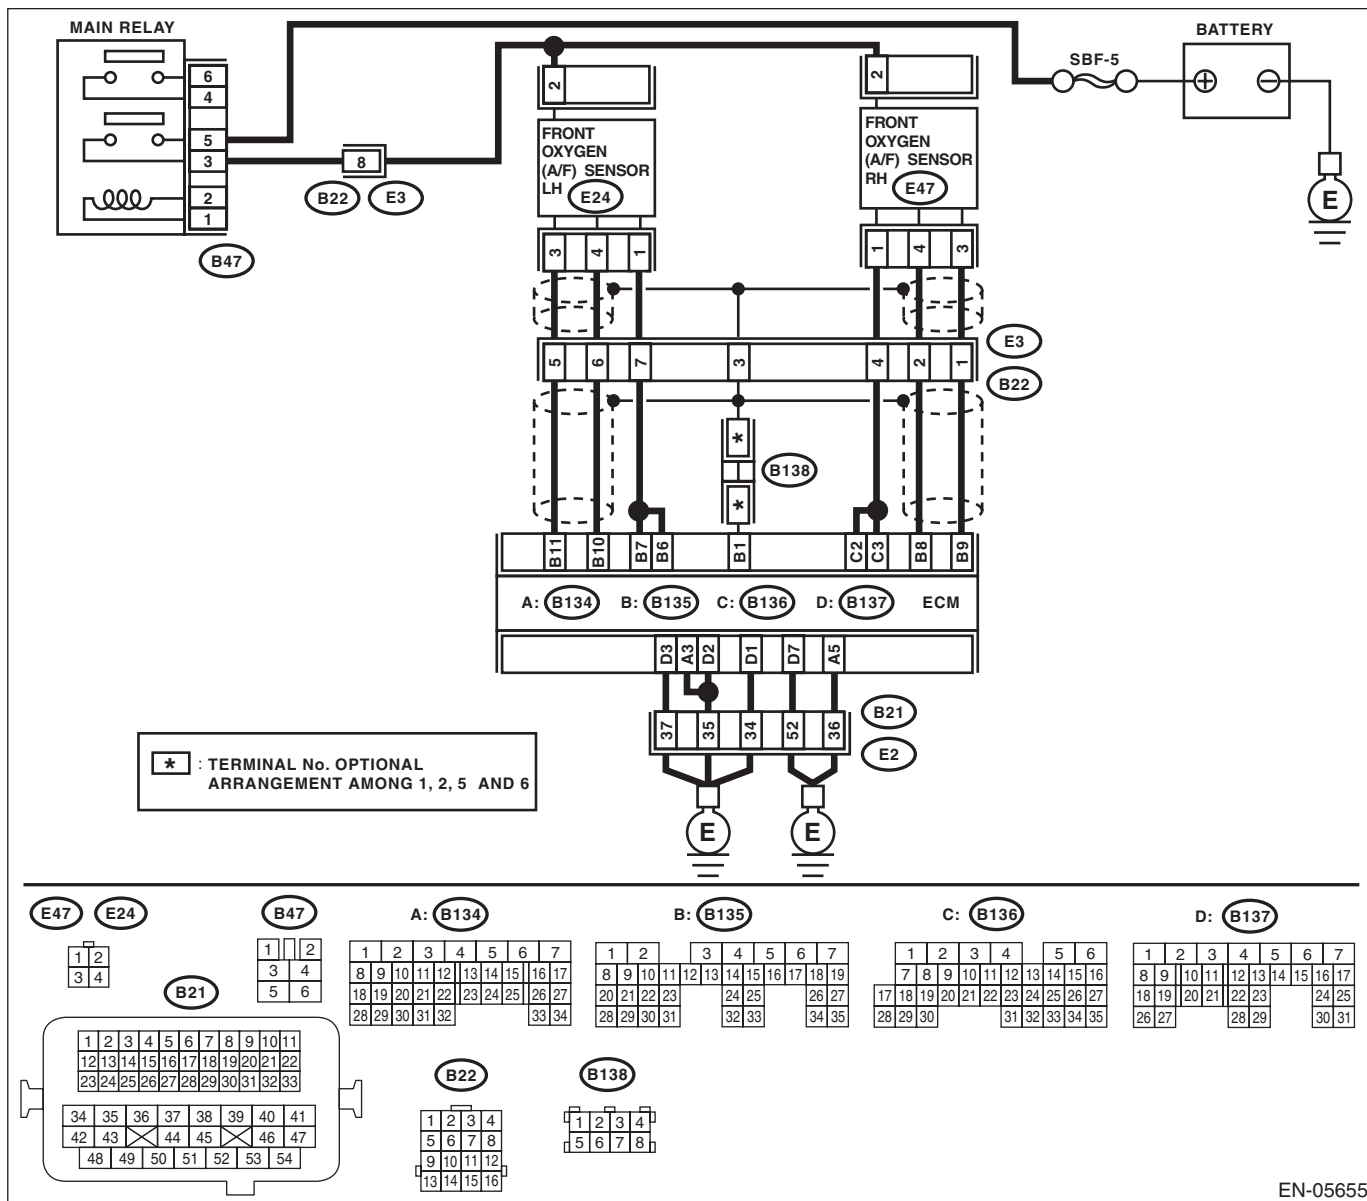 MAIN RELAY
BATTERY
SBF-5
6
4
5
3
2
1
B47
8
B22 E3
2
FRONT
OXYGEN
(A/F) SENSOR
LH
E24
3 4 1
2
FRONT
OXYGEN
(A/F) SENSOR
RH
E47
1 4 3
E
E3
5 6 7 3 4 2 1
B22
*
B138
*
B11 B10 B7 B6 B1 C2 C3 B8 B9
A: B134 B: B135 C: B136 D: B137 ECM
D3 A3 D2 D1 D7 A5
B21
37 35 34 52 36
E2
E E
* : TERMINAL No. OPTIONAL
ARRANGEMENT AMONG 1, 2, 5 AND 6
E47 E24
1 2
3 4
B47
1 2
3 4
5 6
A: B134
1 2 3 4 5 6 7
8 9 10 11 12 13 14 15 16 17
18 19 20 21 22 23 24 25 26 27
28 29 30 31 32 33 34
B: B135
1 2 3 4 5 6 7
8 9 10 11 12 13 14 15 16 17 18 19
20 21 22 23 24 25 26 27
28 29 30 31 32 33 34 35
C: B136
1 2 3 4 5 6
7 8 9 10 11 12 13 14 15 16
17 18 19 20 21 22 23 24 25 26 27
28 29 30 31 32 33 34 35
D: B137
1 2 3 4 5 6 7
8 9 10 11 12 13 14 15 16 17
18 19 20 21 22 23 24 25
26 27 28 29 30 31
B21
1 2 3 4 5 6 7 8 9 10 11
12 13 14 15 16 17 18 19 20 21 22
23 24 25 26 27 28 29 30 31 32 33
34 35 36 37 38 39 40 41
42 43 44 45 46 47
48 49 50 51 52 53 54
B22
1 2 3 4
5 6 7 8
9 10 11 12
13 14 15 16
B138
1 2 3 4
5 6 7 8
EN-05655